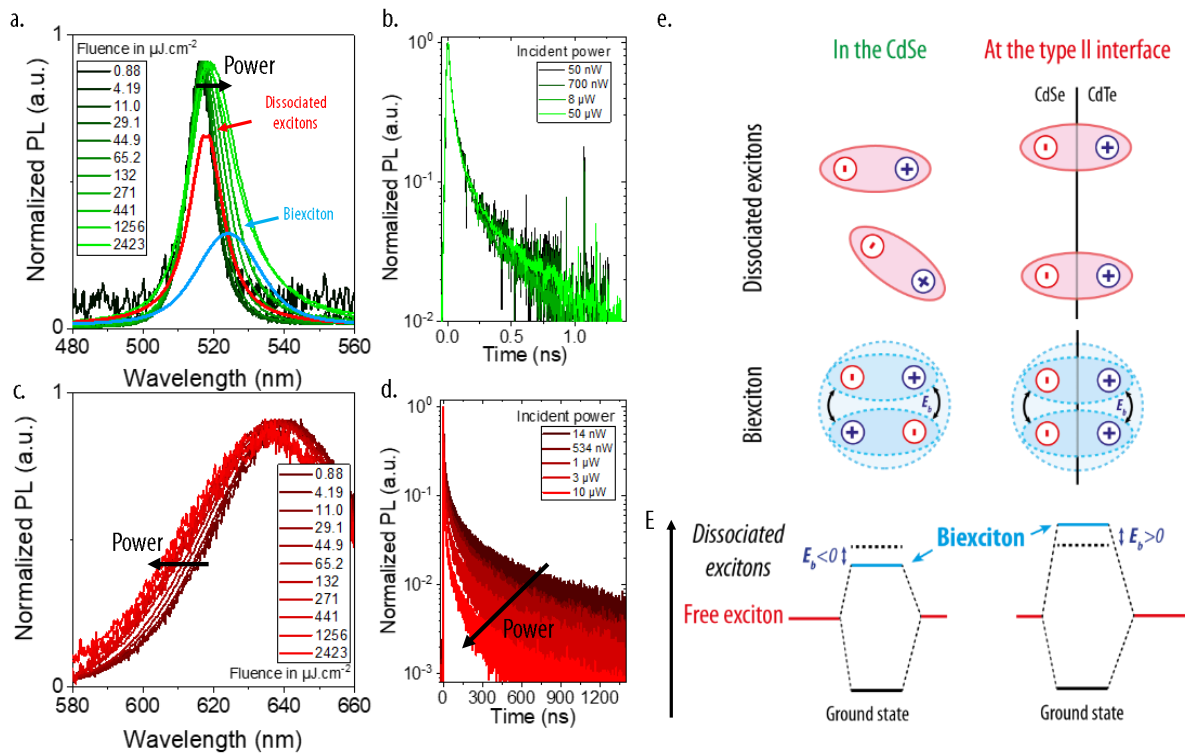 a.
Normalized PL (a.u.)
1
0
Fluence in µJ.cm⁻²
0.88
4.19
11.0
29.1
44.9
65.2
132
271
441
1256
2423
Power
Dissociated
excitons
Biexciton
480 500 520 540 560
Wavelength (nm)
b.
Normalized PL (a.u.)
10⁰
10⁻¹
10⁻²
Incident power
50 nW
700 nW
8 µW
50 µW
0.0 0.5 1.0
Time (ns)
c.
Normalized PL (a.u.)
1
0
Power
0.88
4.19
11.0
29.1
44.9
65.2
132
271
441
1256
2423
Fluence in µJ.cm⁻²
580 600 620 640 660
Wavelength (nm)
d.
Normalized PL (a.u.)
10⁰
10⁻¹
10⁻²
10⁻³
Incident power
14 nW
534 nW
1 µW
3 µW
10 µW
Power
0 300 600 900 1200
Time (ns)
e.
In the CdSe
At the type II interface
CdSe CdTe
Dissociated excitons
- + - +
- + - +
Biexciton
- + - +
E_b E_b
+ - - +
E
Dissociated
excitons
Biexciton
E_b<0
E_b>0
Free exciton
Ground state
Ground state